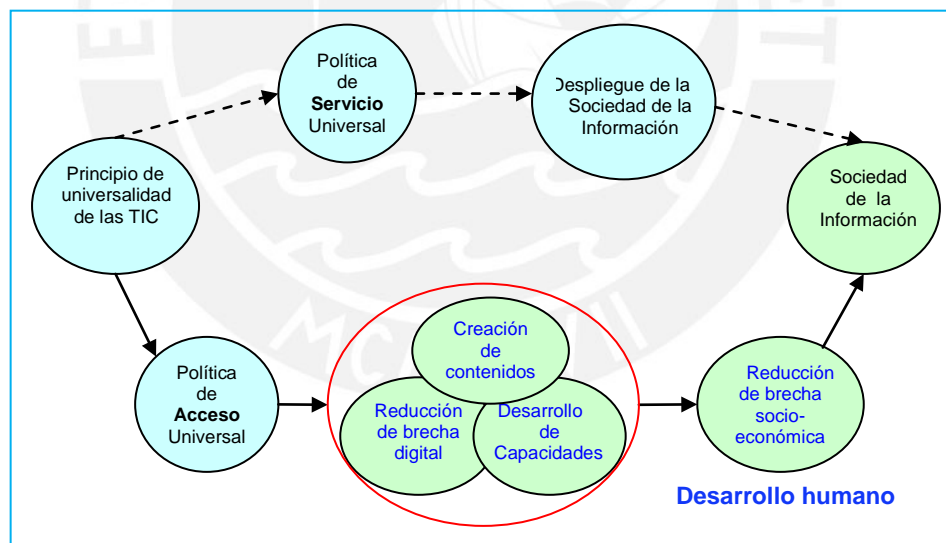 Política
de
Servicio
Universal
Despliegue de la
Sociedad de la
Información
Principio de
universalidad
de las TIC
Sociedad
de la
Información
Política
de
Acceso
Universal
Creación
de
contenidos
Reducción
de brecha
digital
Desarrollo
de
Capacidades
Reducción
de brecha
socio-
económica
Desarrollo humano